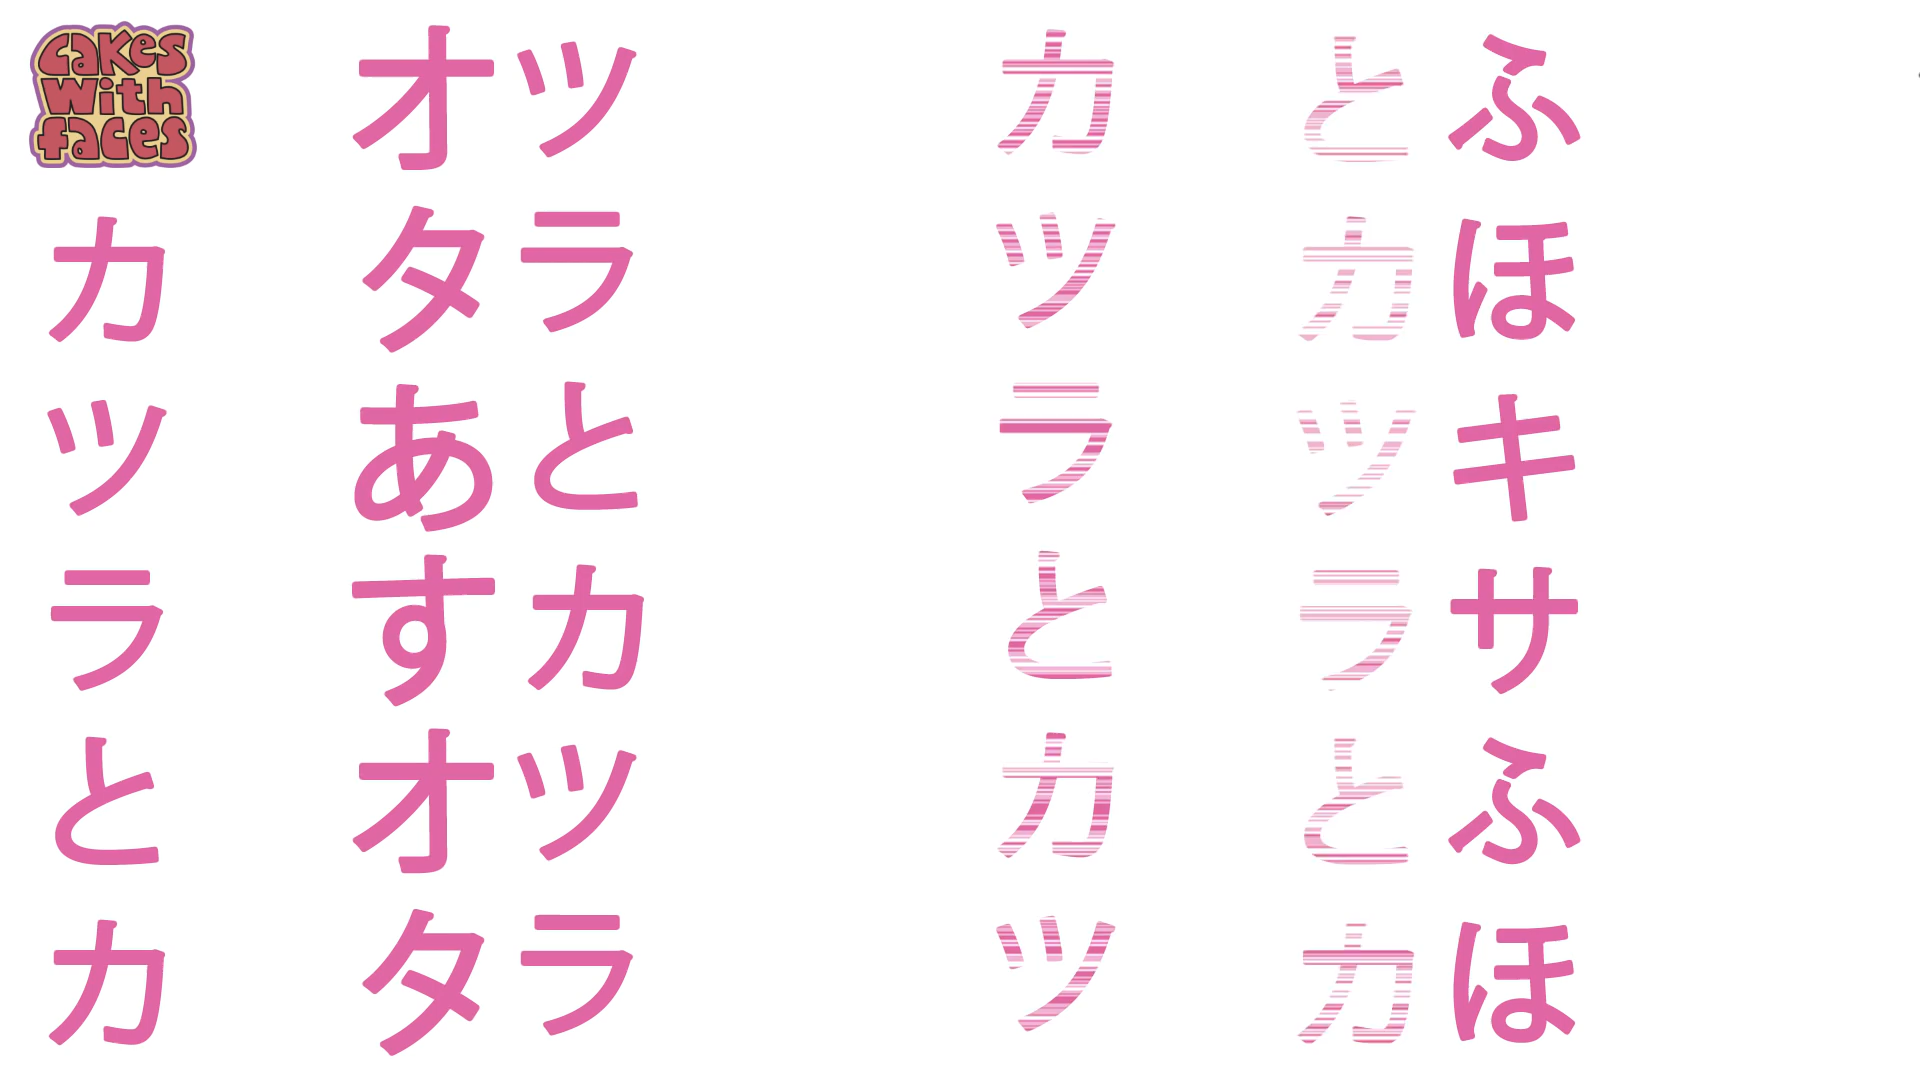 Cakes
With
faces
オツ カ とふ
カ タラ ツ カほ
ツ あと ラ ツキ
ラ すカ と ラサ
と オツ カ とふ
カ タラ ツ カほ